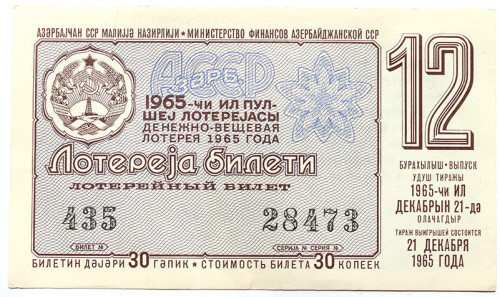 АЗӘРБАЈҸАН ССР МАЛИЈЈӘ НАЗИРЛИЈИ • МИНИСТЕРСТВО ФИНАНСОВ АЗЕРБАЙДЖАНСКОЙ ССР
АЗӘРБ. ССР
1965-ЧИ ИЛ ПУЛ-
ШЕЈ ЛОТЕРЕЈАСЫ
ДЕНЕЖНО-ВЕЩЕВАЯ
ЛОТЕРЕЯ 1965 ГОДА
Лотереја билети
ЛОТЕРЕЙНЫЙ БИЛЕТ
435 28473
БИЛЕТ № СЕРИЈА № СЕРИЯ №
БИЛЕТИН ДӘЈӘРИ 30 ГӘПИК • СТОИМОСТЬ БИЛЕТА 30 КОПЕЕК
12
БУРАХЫЛЫШ • ВЫПУСК
УДУШ ТИРАЖЫ
1965-ЧИ ИЛ
ДЕКАБРЫН 21-дә
ОЛАЧАГДЫР
ТИРАЖ ВЫИГРЫШЕЙ СОСТОИТСЯ
21 ДЕКАБРЯ
1965 ГОДА